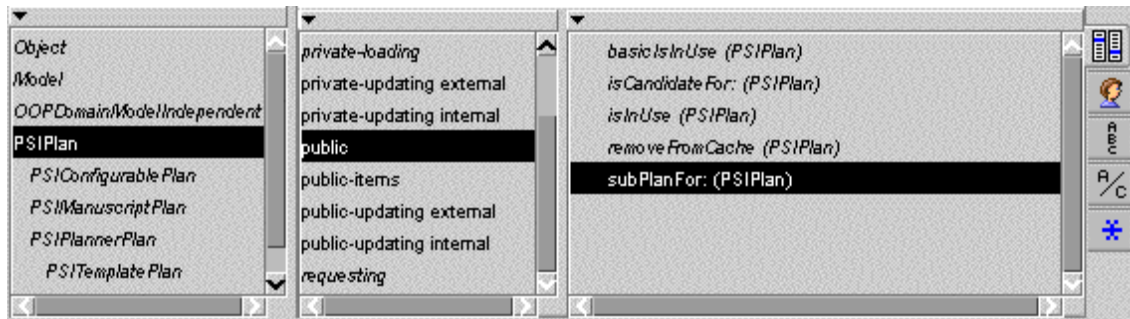 Object
Model
OOPDomainModelIndependent
PSIPlan
PSIConfigurablePlan
PSIManuscriptPlan
PSIPlannerPlan
PSITemplatePlan
private-loading
private-updating external
private-updating internal
public
public-items
public-updating external
public-updating internal
requesting
basicIsInUse (PSIPlan)
isCandidateFor: (PSIPlan)
isInUse (PSIPlan)
removeFromCache (PSIPlan)
subPlanFor: (PSIPlan)
A
B
C
A/C